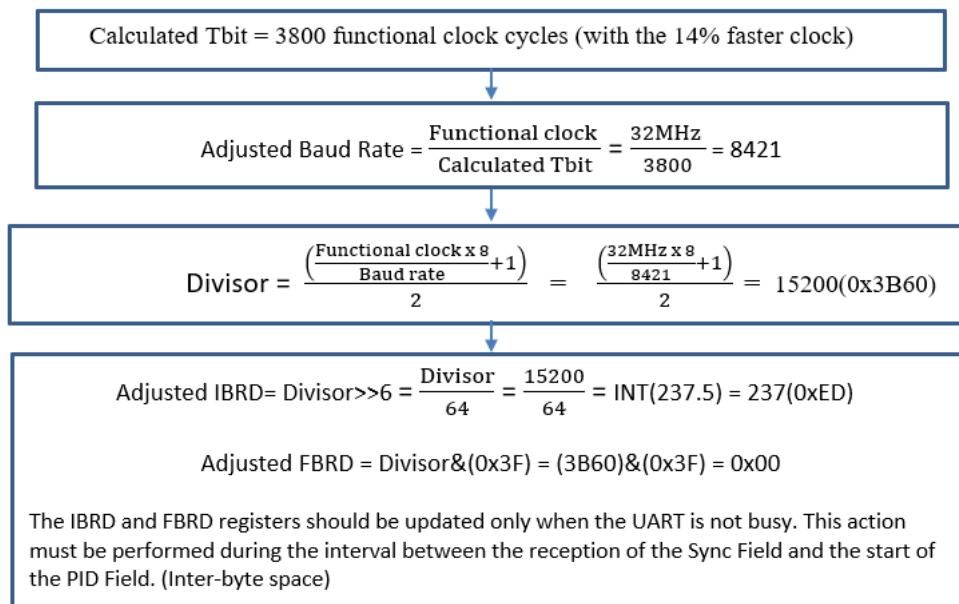 Calculated Tbit = 3800 functional clock cycles (with the 14% faster clock)
Adjusted Baud Rate = Functional clock / Calculated Tbit = 32MHz / 3800 = 8421
Divisor = ((Functional clock x 8 / Baud rate +1) / 2) = ((32MHz x 8 / 8421 +1) / 2) = 15200(0x3B60)
Adjusted IBRD= Divisor>>6 = Divisor / 64 = 15200 / 64 = INT(237.5) = 237(0xED)
Adjusted FBRD = Divisor&(0x3F) = (3B60)&(0x3F) = 0x00
The IBRD and FBRD registers should be updated only when the UART is not busy. This action
must be performed during the interval between the reception of the Sync Field and the start of
the PID Field. (Inter-byte space)